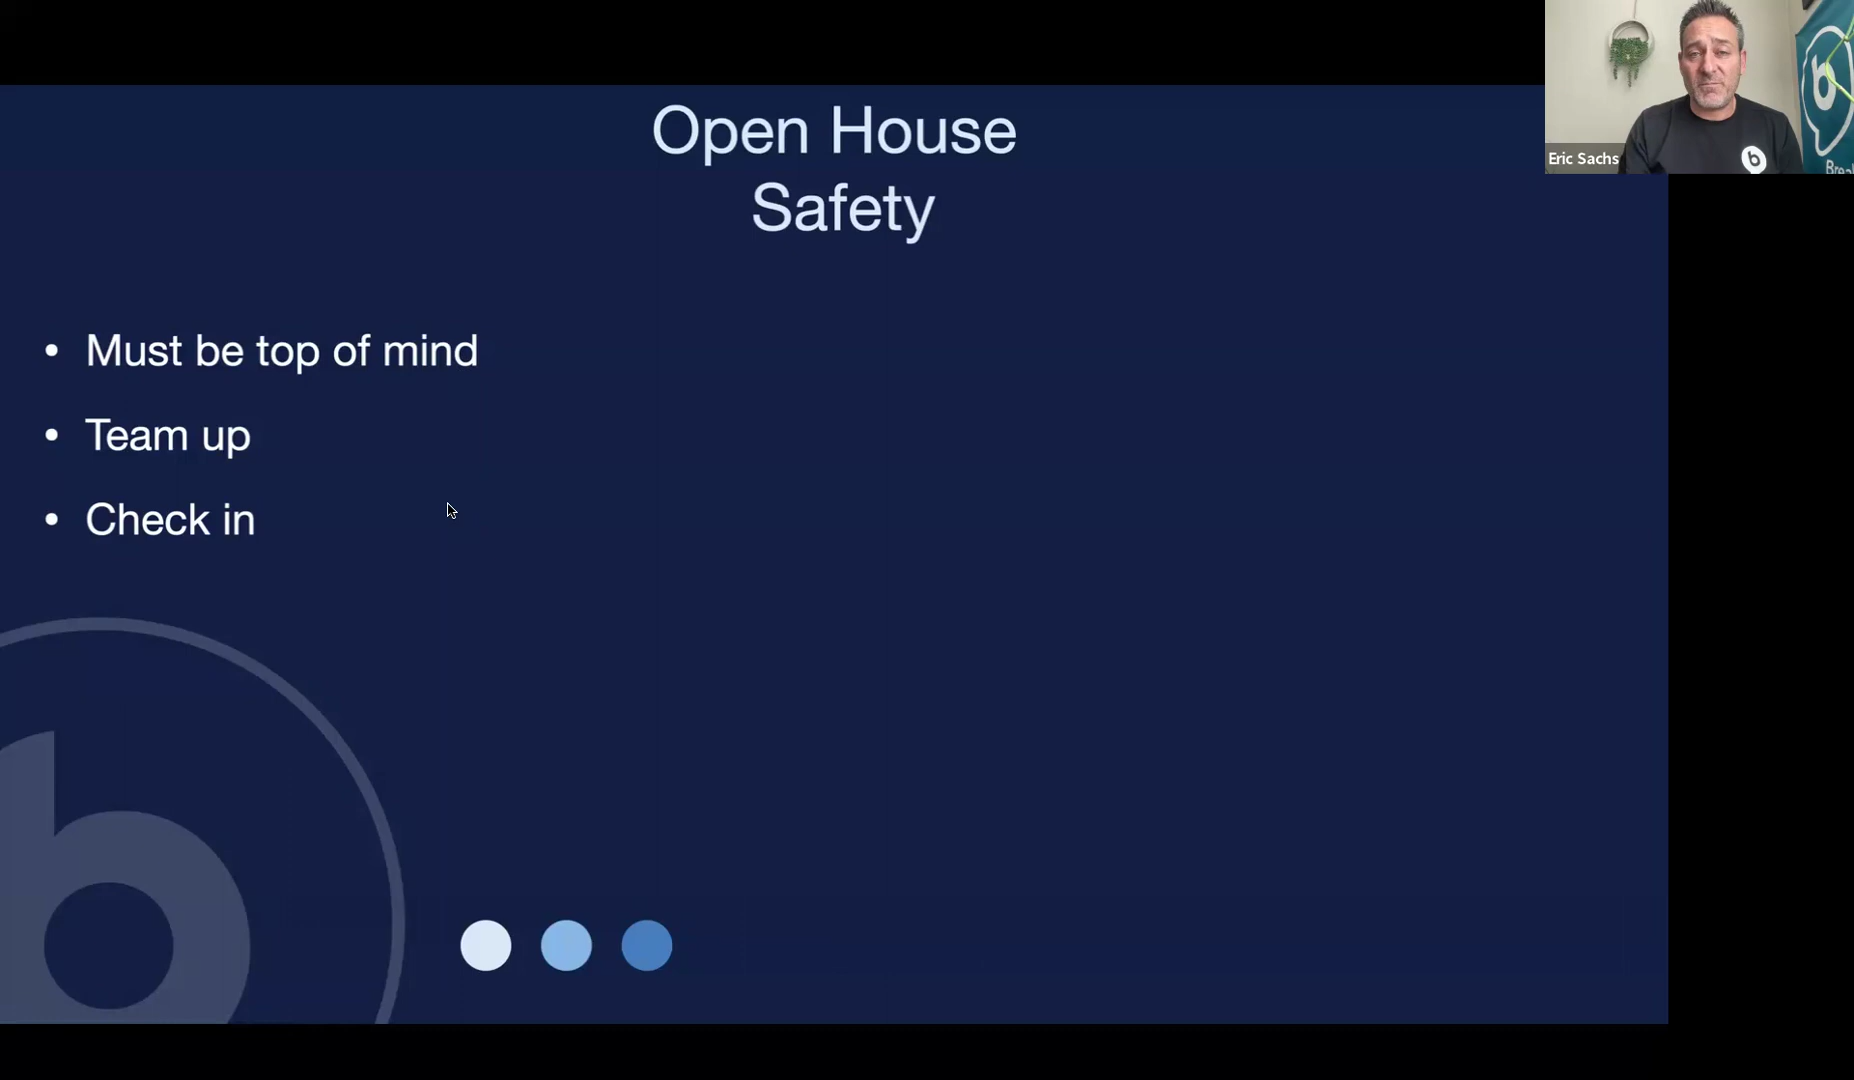 Open House
Safety
• Must be top of mind
• Team up
• Check in
Eric Sachs
b
b
b